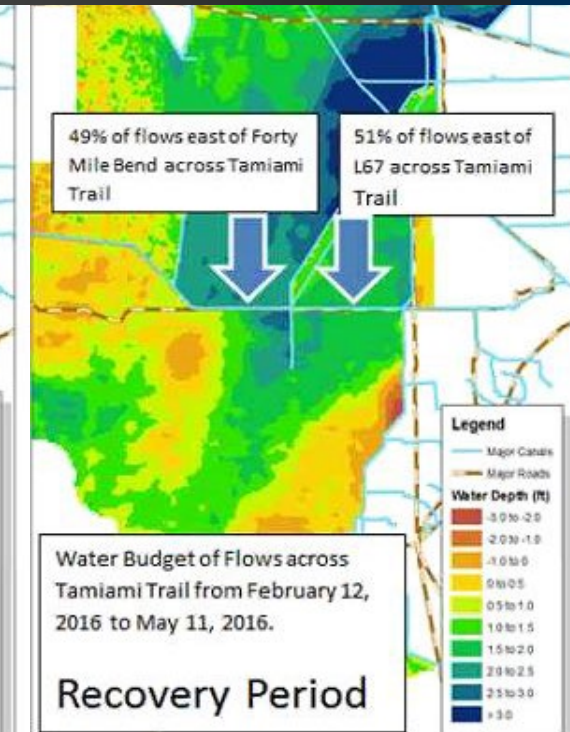 49% of flows east of Forty
Mile Bend across Tamiami
Trail
51% of flows east of
L67 across Tamiami
Trail
Water Budget of Flows across
Tamiami Trail from February 12,
2016 to May 11, 2016.
Recovery Period
Legend
Major Canals
Major Roads
Water Depth (ft)
-3.0 to -2.0
-2.0 to -1.0
-1.0 to 0
0 to 0.5
0.5 to 1.0
1.0 to 1.5
1.5 to 2.0
2.0 to 2.5
2.5 to 3.0
> 3.0